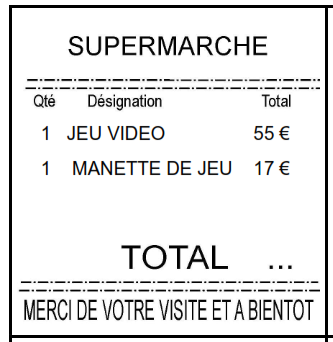 SUPERMARCHE
Qté Désignation Total
1 JEU VIDEO 55 €
1 MANETTE DE JEU 17 €
TOTAL ...
MERCI DE VOTRE VISITE ET A BIENTOT